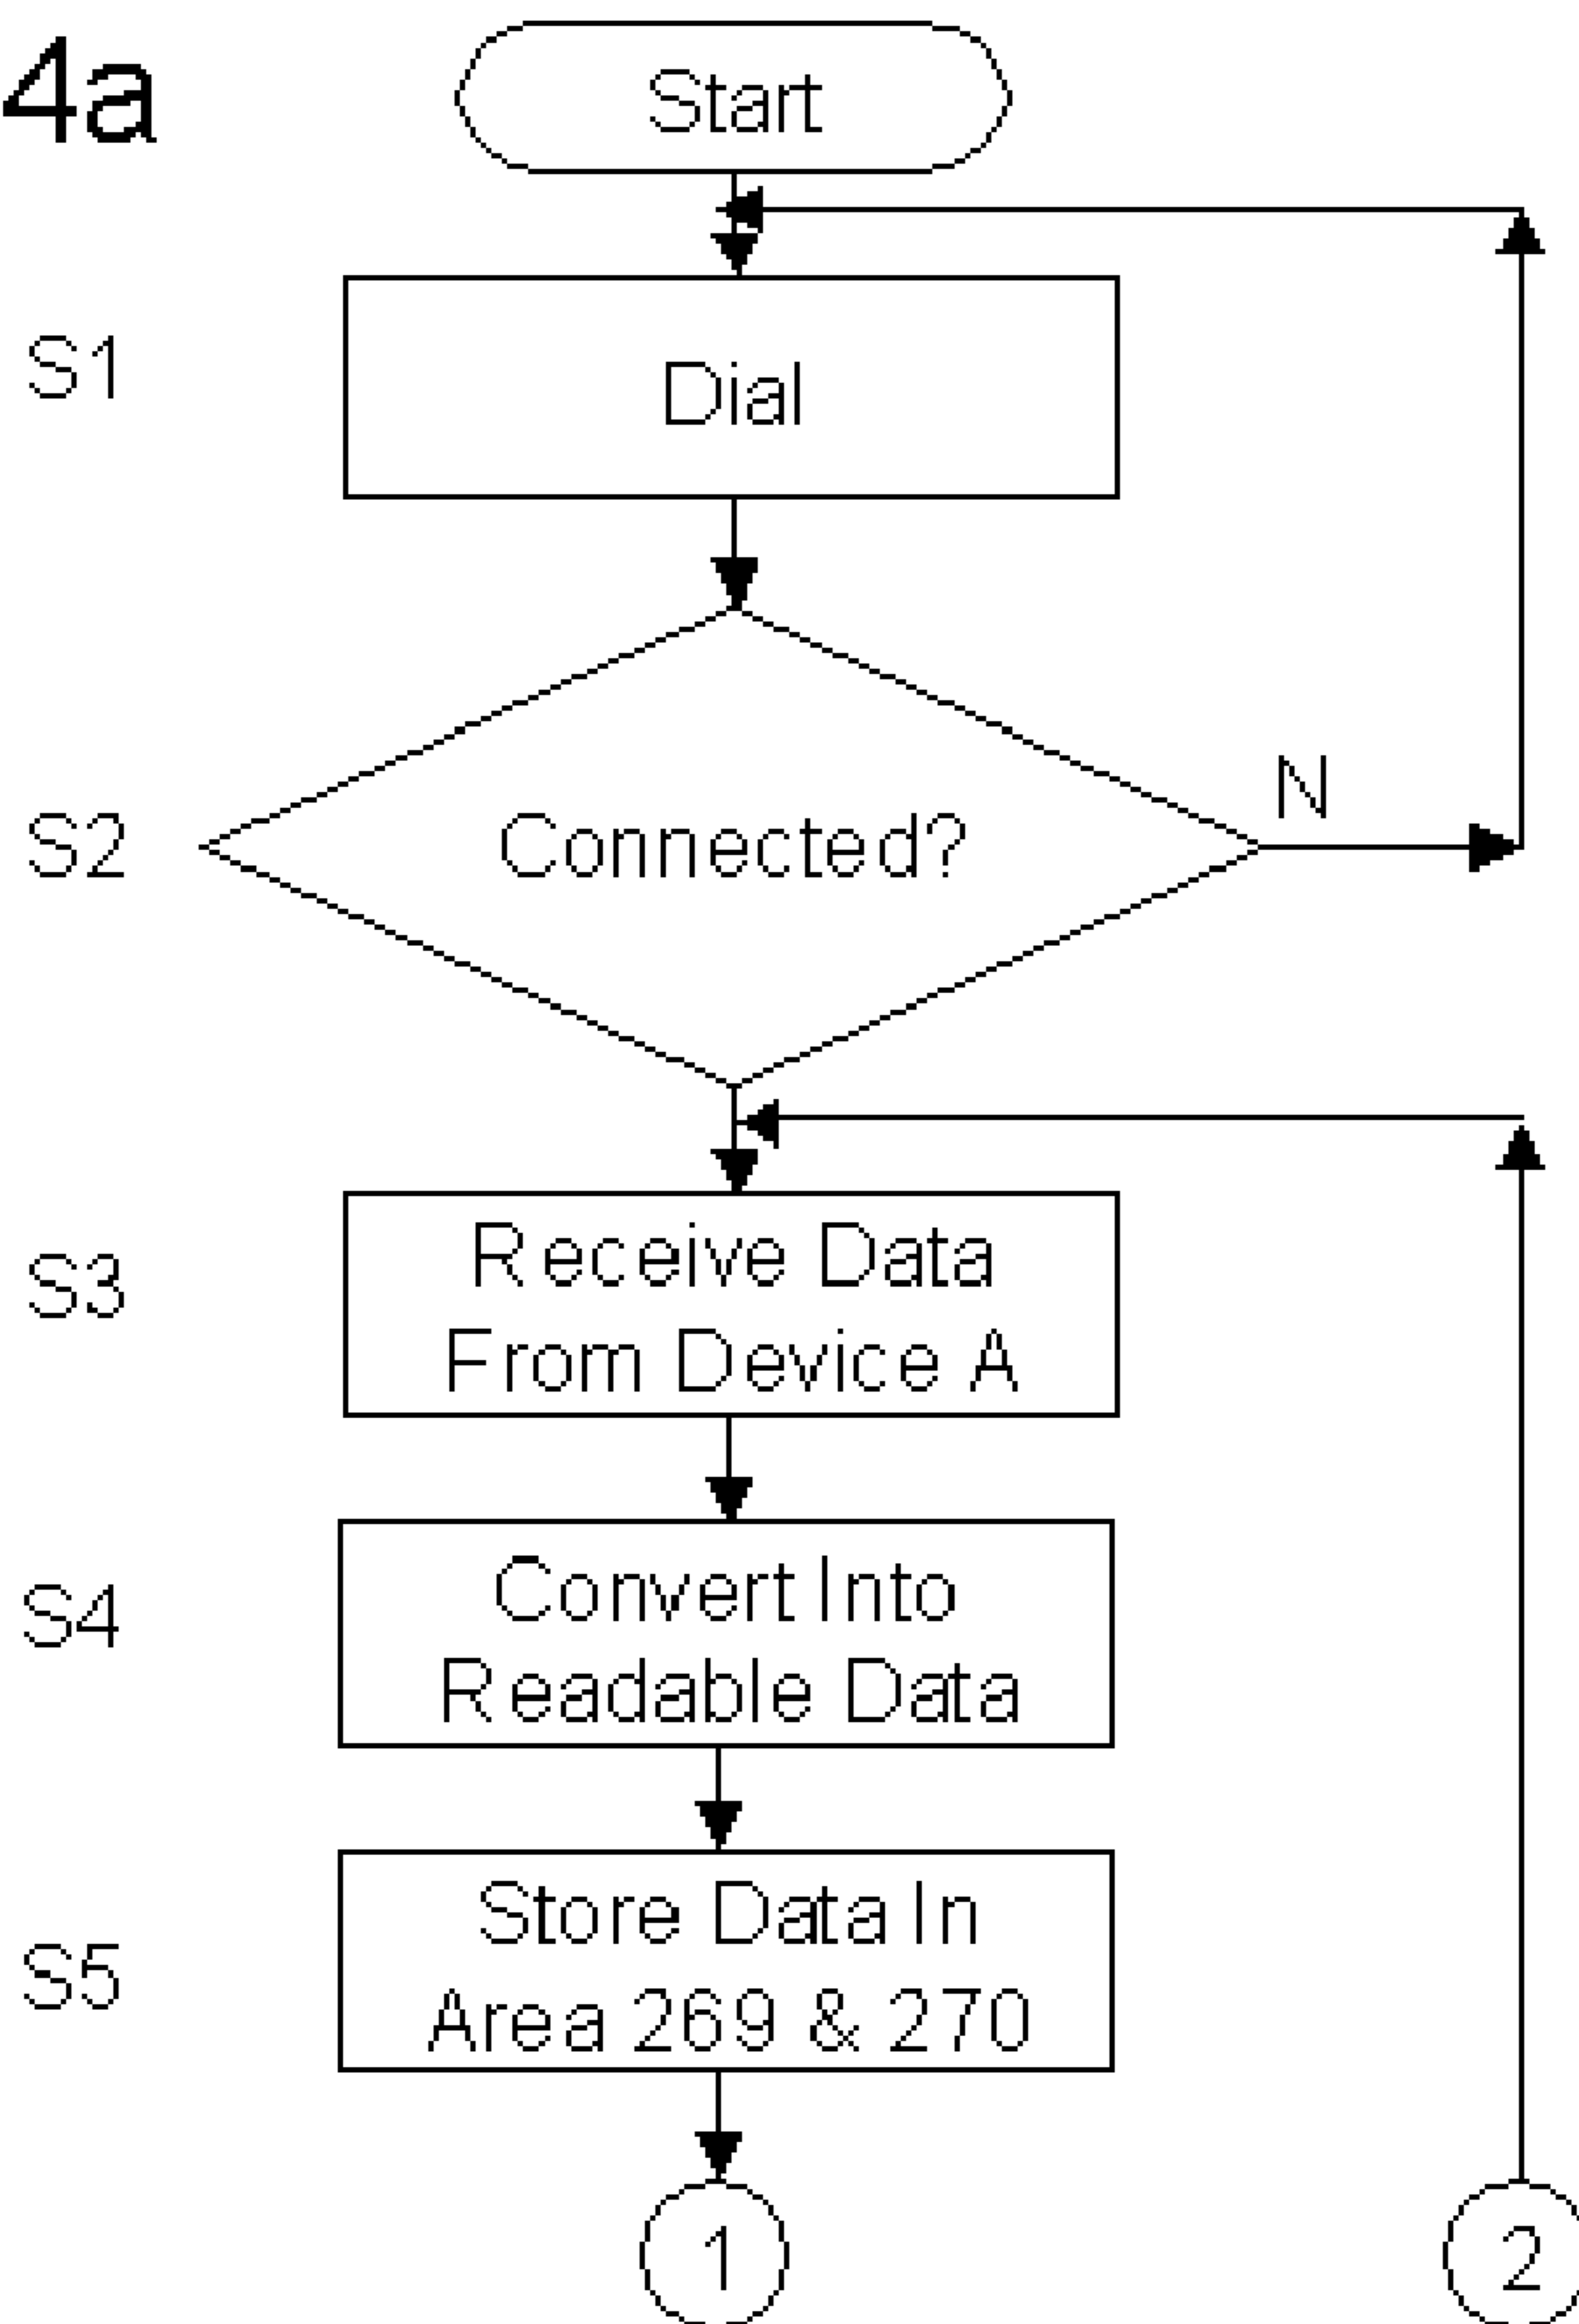 4a
Start
S1
Dial
N
S2
Connected?
S3
Receive Data
From Device A
S4
Convert Into
Readable Data
S5
Store Data In
Area 269 & 270
1
2